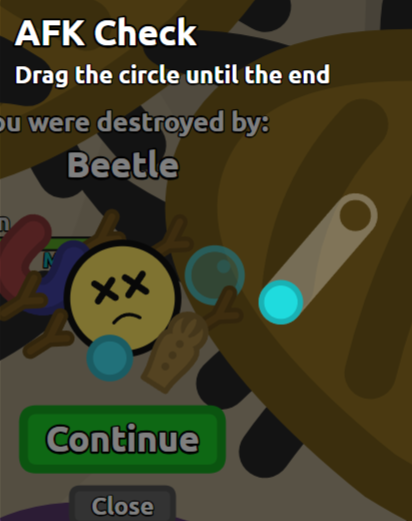 AFK Check
Drag the circle until the end
ou were destroyed by:
Beetle
Continue
Close